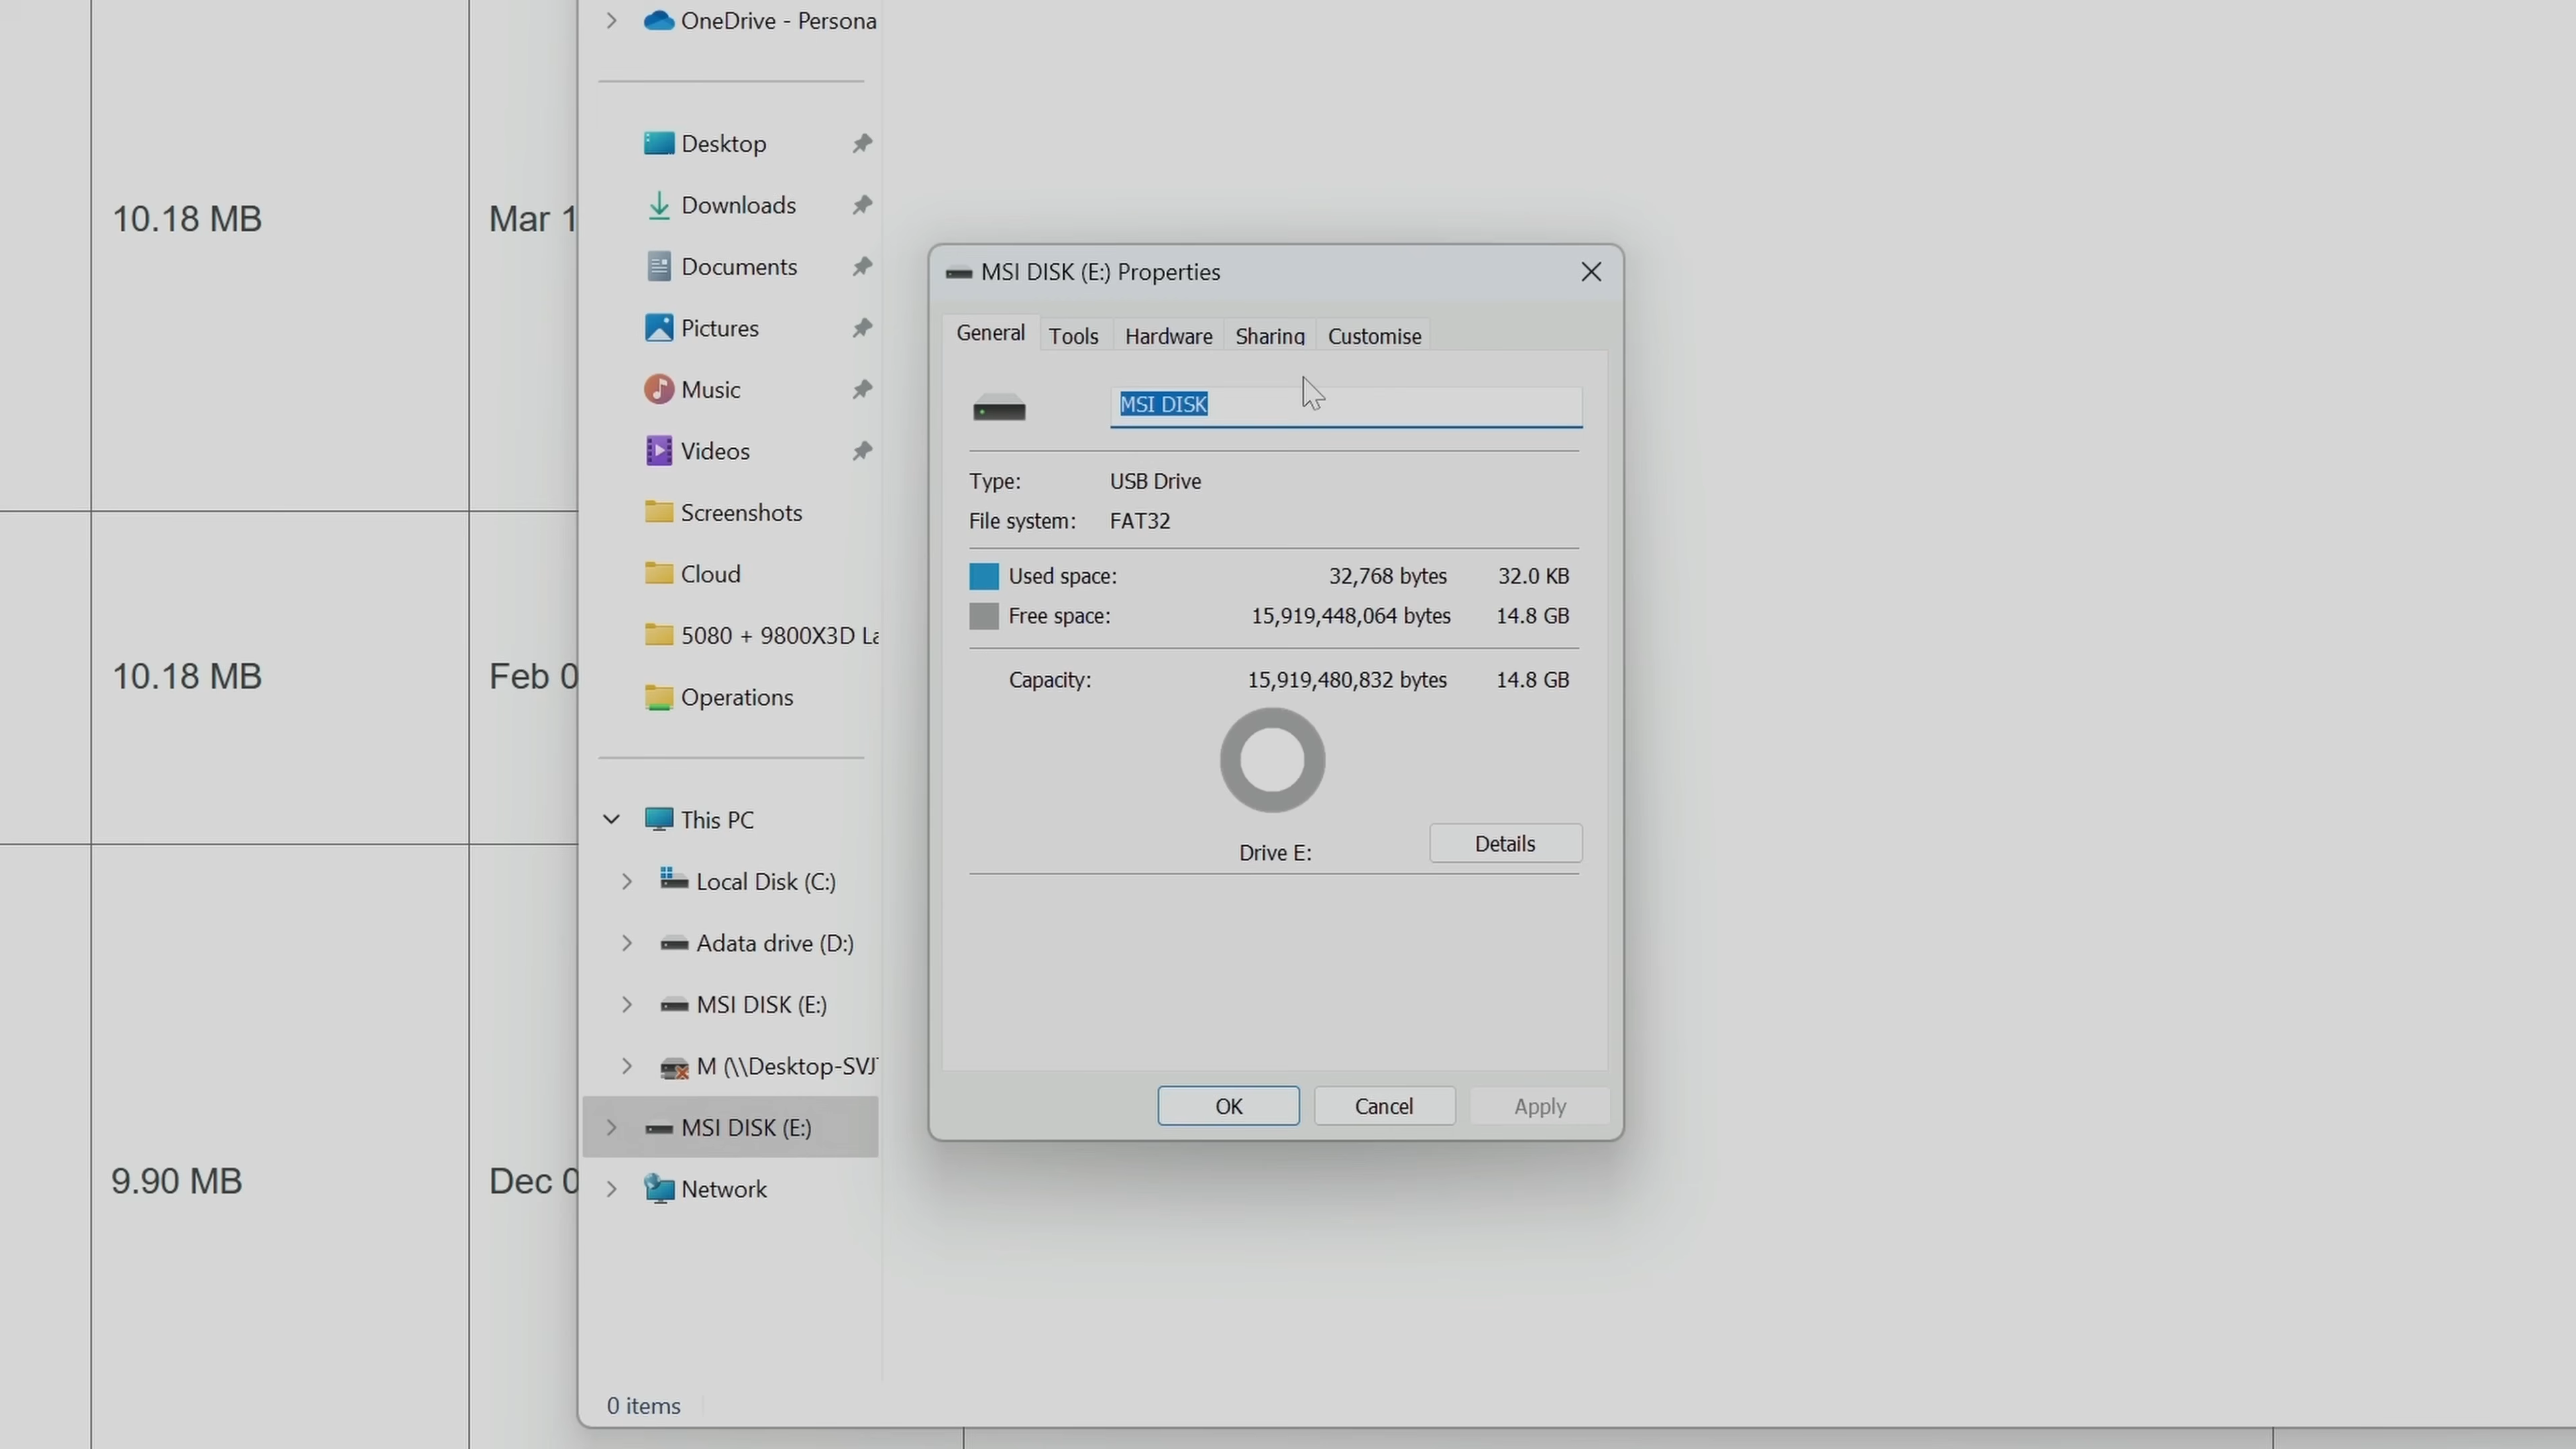 OneDrive - Persona
Desktop
Downloads
Documents
Pictures
Music
Videos
Screenshots
Cloud
5080 + 9800X3D La
Operations
This PC
Local Disk (C:)
Adata drive (D:)
MSI DISK (E:)
M (\\Desktop-SVJ
MSI DISK (E:)
Network
0 items
10.18 MB
Mar 1
10.18 MB
Feb 0
9.90 MB
Dec 0
MSI DISK (E:) Properties
General Tools Hardware Sharing Customise
MSI DISK
Type: USB Drive
File system: FAT32
Used space: 32,768 bytes 32.0 KB
Free space: 15,919,448,064 bytes 14.8 GB
Capacity: 15,919,480,832 bytes 14.8 GB
Drive E:
Details
OK Cancel Apply